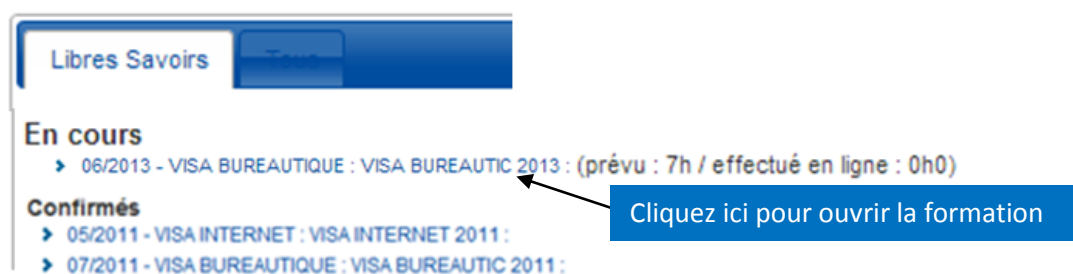 Libres Savoirs Tous
En cours
06/2013 - VISA BUREAUTIQUE : VISA BUREAUTIC 2013 : (prévu : 7h / effectué en ligne : 0h0)
Cliquez ici pour ouvrir la formation
Confirmés
05/2011 - VISA INTERNET : VISA INTERNET 2011 :
07/2011 - VISA BUREAUTIQUE : VISA BUREAUTIC 2011 :